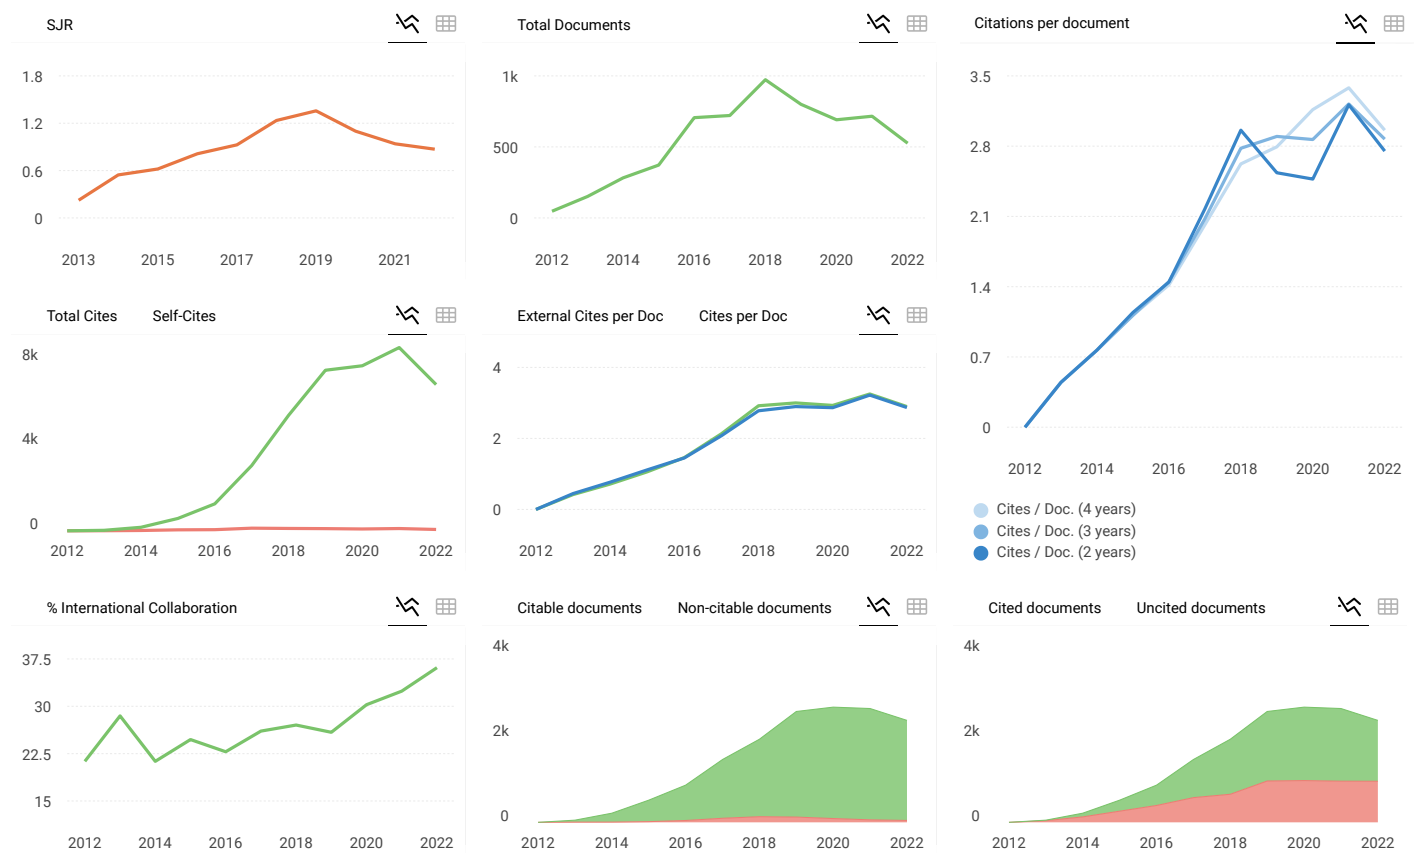 SJR
1.8
1.2
0.6
0
2013 2015 2017 2019 2021
Total Documents
1k
500
0
2012 2014 2016 2018 2020 2022
Citations per document
3.5
2.8
2.1
1.4
0.7
0
2012 2014 2016 2018 2020 2022
Cites / Doc. (4 years)
Cites / Doc. (3 years)
Cites / Doc. (2 years)
Total Cites Self-Cites
8k
4k
0
2012 2014 2016 2018 2020 2022
External Cites per Doc Cites per Doc
4
2
0
2012 2014 2016 2018 2020 2022
% International Collaboration
37.5
30
22.5
15
2012 2014 2016 2018 2020 2022
Citable documents Non-citable documents
4k
2k
0
2012 2014 2016 2018 2020 2022
Cited documents Uncited documents
4k
2k
0
2012 2014 2016 2018 2020 2022